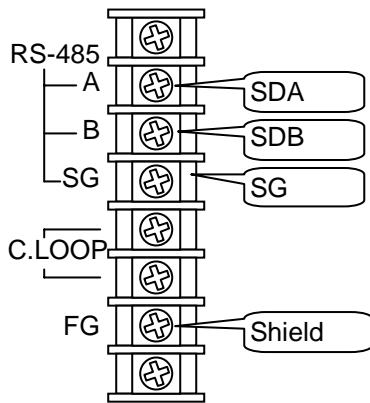 RS-485
A SDA
B SDB
SG SG
C.LOOP
FG Shield